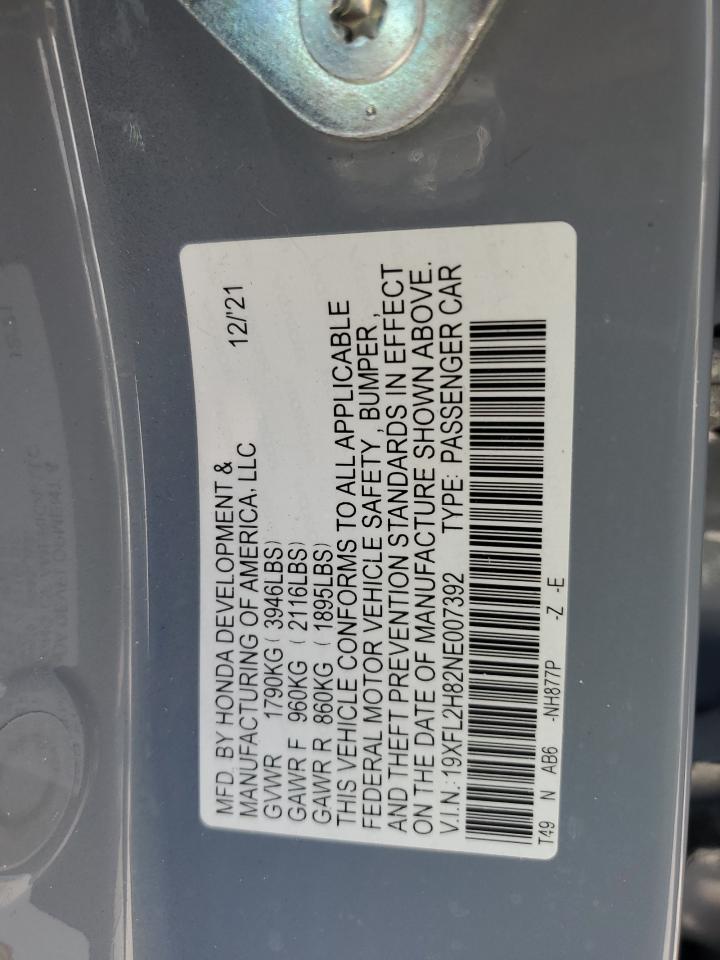 MFD. BY HONDA DEVELOPMENT &
MANUFACTURING OF AMERICA, LLC 12/'21
GVWR 1790KG ( 3946LBS)
GAWR F 960KG ( 2116LBS)
GAWR R 860KG ( 1895LBS)
THIS VEHICLE CONFORMS TO ALL APPLICABLE
FEDERAL MOTOR VEHICLE SAFETY , BUMPER ,
AND THEFT PREVENTION STANDARDS IN EFFECT
ON THE DATE OF MANUFACTURE SHOWN ABOVE.
V.I.N.: 19XFL2H82NE007392 TYPE: PASSENGER CAR
T49 N AB6 -NH877P -Z -E